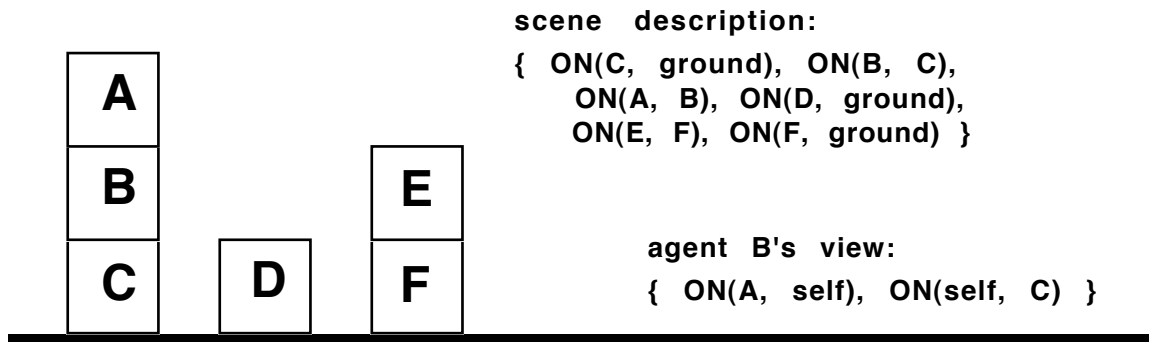 scene description:
{ ON(C, ground), ON(B, C),
ON(A, B), ON(D, ground),
ON(E, F), ON(F, ground) }
A
B
C
D
E
F
agent B's view:
{ ON(A, self), ON(self, C) }